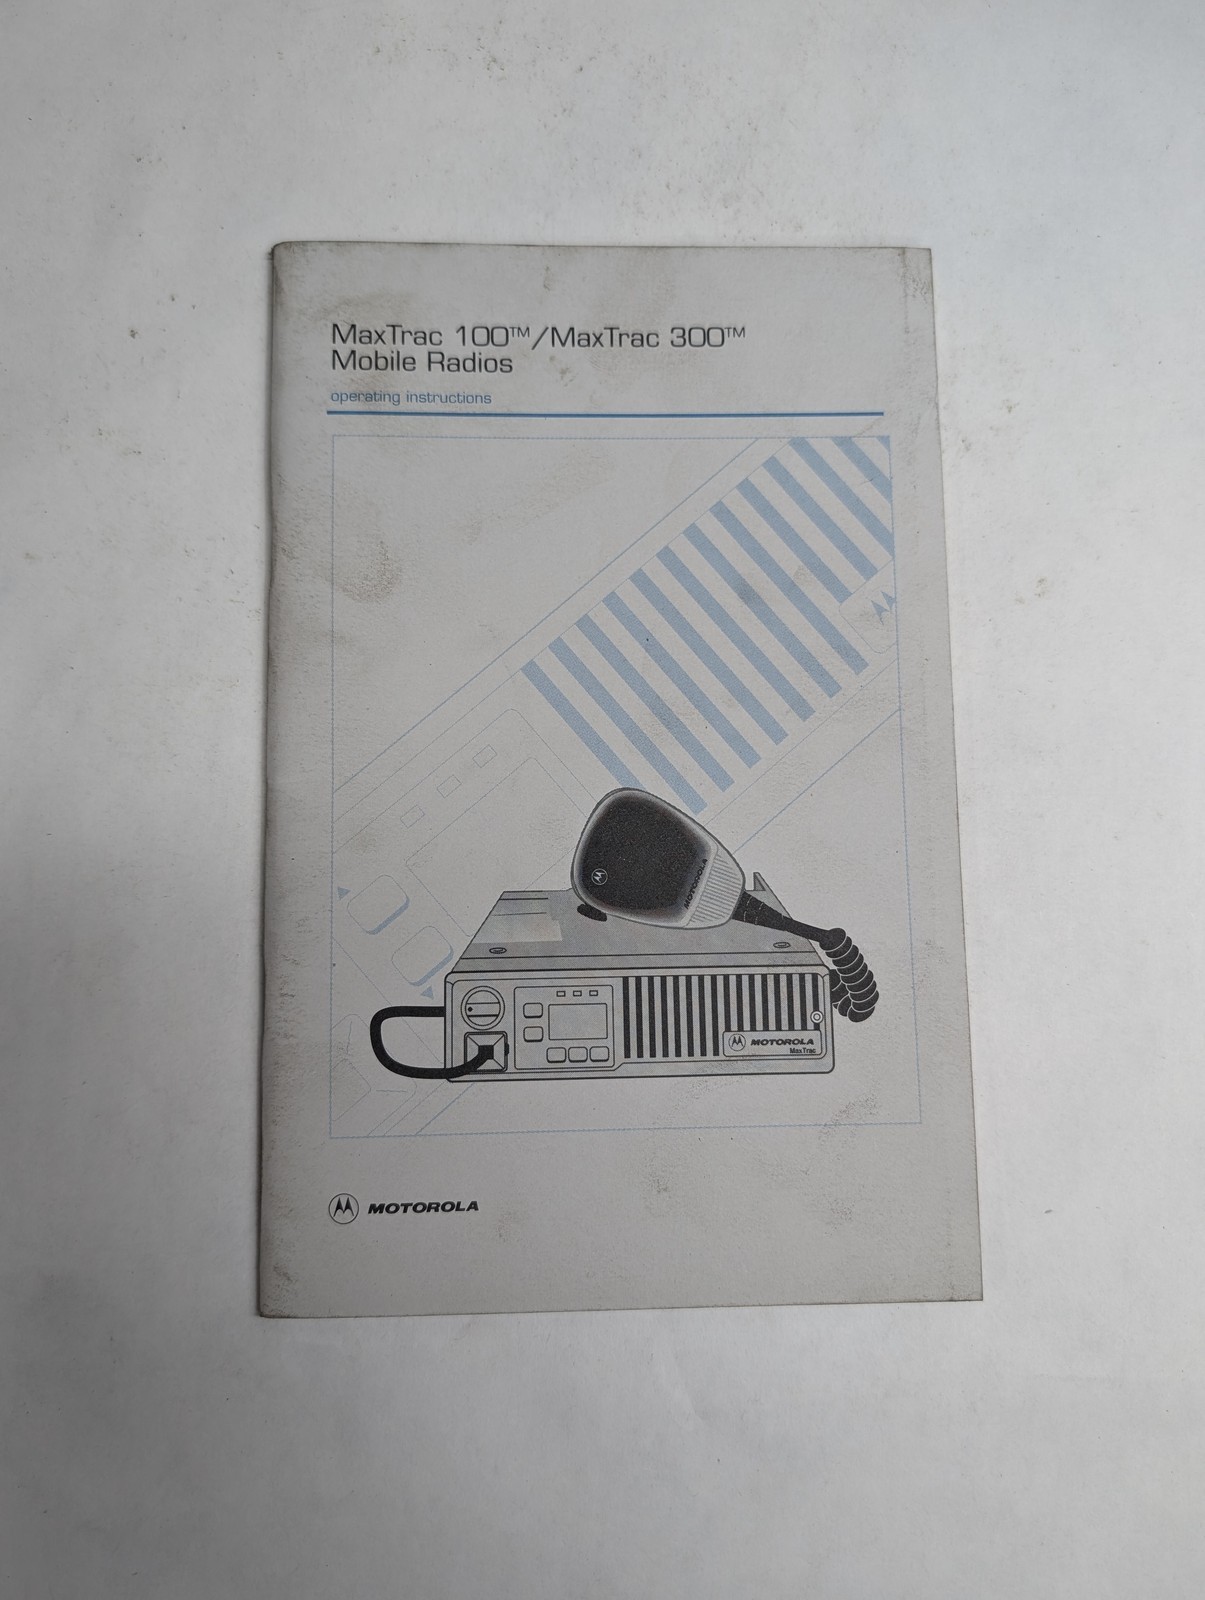 MaxTrac 100™/MaxTrac 300™
Mobile Radios
operating instructions
MOTOROLA
MOTOROLA
MaxTrac
MOTOROLA